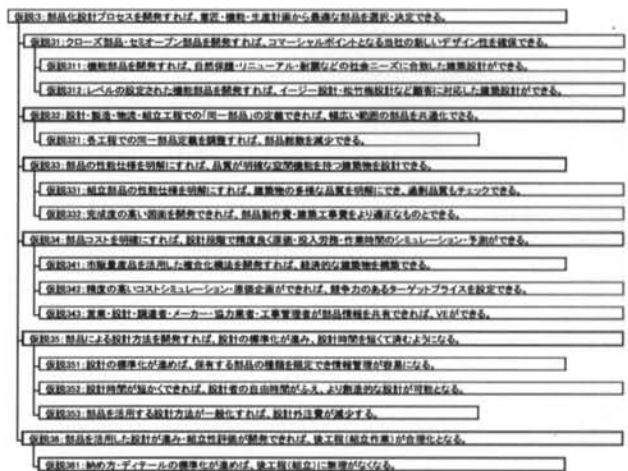 仮説3:部品化設計プロセスを開発すれば、意匠・機能・生産計画から最適な部品を選択・決定できる。
仮説31:クローズ部品・セミオープン部品を開発すれば、コマーシャルポイントとなる当社の新しいデザイン性を確保できる。
仮説311:機能部品を開発すれば、自然保護・リニューアル・耐震などの社会ニーズに合致した建築設計ができる。
仮説312:レベルの設定された機能部品を開発すれば、イージー設計・松竹梅設計など顧客に対応した建築設計ができる。
仮説32:設計・製造・物流・組立工程での「同一部品」の定義できれば、幅広い範囲の部品を共通化できる。
仮説321:各工程での同一部品定義を調整すれば、部品総数を減少できる。
仮説33:部品の性能仕様を明解にすれば、品質が明確な空間機能を持つ建築物を設計できる。
仮説331:組立部品の性能仕様を明解にすれば、建築物の多様な品質を明解にでき、過剰品質もチェックできる。
仮説332:完成度の高い図面を開発できれば、部品製作費・建築工事費をより適正なものとできる。
仮説34:部品コストを明確にすれば、設計段階で精度良く原価・投入労務・作業時間のシミュレーション・予測ができる。
仮説341:市販量産品を活用した複合化構法を開発すれば、経済的な建築物を構築できる。
仮説342:精度の高いコストシミュレーション・原価企画ができれば、競争力のあるターゲットプライスを設定できる。
仮説343:営業・設計・調達者・メーカー・協力業者・工事管理者が部品情報を共有できれば、VEができる。
仮説35:部品による設計方法を開発すれば、設計の標準化が進み、設計時間を短くて済むようになる。
仮説351:設計の標準化が進めば、保有する部品の種類を限定でき情報管理が容易になる。
仮説352:設計時間が短かくできれば、設計者の自由時間がふえ、より創造的な設計が可能となる。
仮説353:部品を活用する設計方法が一般化すれば、設計外注費が減少する。
仮説36:部品を活用した設計が進み・組立性評価が開発できれば、後工程(組立作業)が合理化となる。
仮説361:納め方・ディテールの標準化が進めば、後工程(組立)に無理がなくなる。